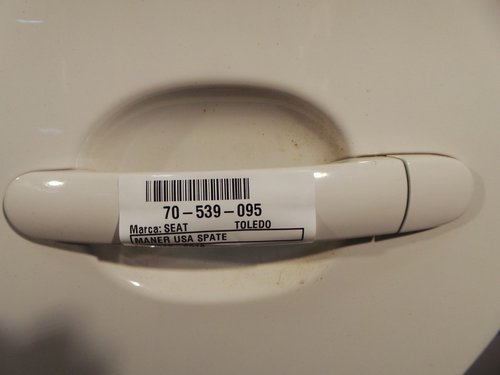 70-539-095
Marca: SEAT TOLEDO
MANER USA SPATE